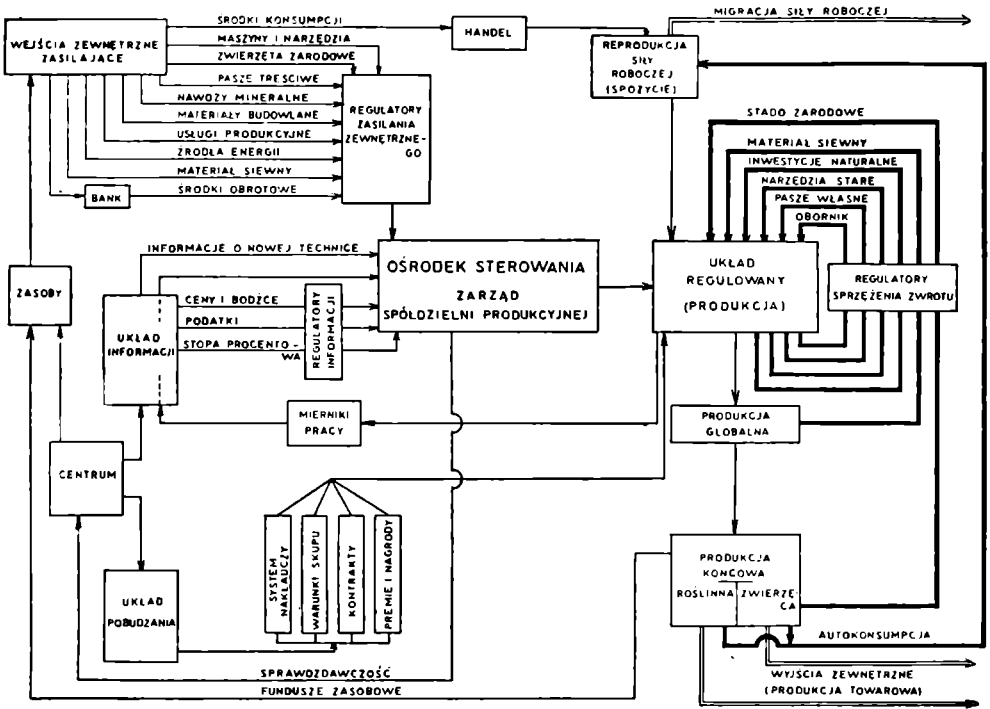 MIGRACJA SIŁY ROBOCZEJ
ŚRODKI KONSUMPCJI
WEJŚCIA ZEWNĘTRZNE
ZASILAJĄCE
MASZYNY I NARZĘDZIA
ZWIERZĘTA ZARODOWE
HANDEL
REPRODUKCJA
SIŁY
ROBOCZEJ
(SPOŻYCIE)
PASZE TREŚCIWE
NAWOZY MINERALNE
MATERIAŁY BUDOWLANE
USŁUGI PRODUKCYJNE
ŹRÓDŁA ENERGII
MATERIAŁ SIEWNY
ŚRODKI OBROTOWE
BANK
REGULATORY
ZASILANIA
ZEWNĘTRZNE-
GO
STADO ZARODOWE
MATERIAŁ SIEWNY
INWESTYCJE NATURALNE
NARZĘDZIA STARE
PASZE WŁASNE
OBORNIK
INFORMACJE O NOWEJ TECHNICE
ZASOBY
UKŁAD
INFORMACJI
CENY I BODŹCE
PODATKI
STOPA PROCENTO-
WA
REGULATORY
INFORMACJI
OŚRODEK STEROWANIA
ZARZĄD
SPÓŁDZIELNI PRODUKCYJNEJ
UKŁAD
REGULOWANY
(PRODUKCJA)
REGULATORY
SPRZĘŻENIA ZWROTU
MIERNIKI
PRACY
PRODUKCJA
GLOBALNA
CENTRUM
SYSTEM
NAKŁADCZY
WARUNKI SKUPU
KONTRAKTY
PREMIE I NAGRODY
UKŁAD
POBUDZANIA
PRODUKCJA
KOŃCOWA
ROŚLINNA
ZWIERZĘ-
CA
AUTOKONSUMPCJA
SPRAWOZDAWCZOŚĆ
FUNDUSZE ZASOBOWE
WYJŚCIA ZEWNĘTRZNE
(PRODUKCJA TOWAROWA)